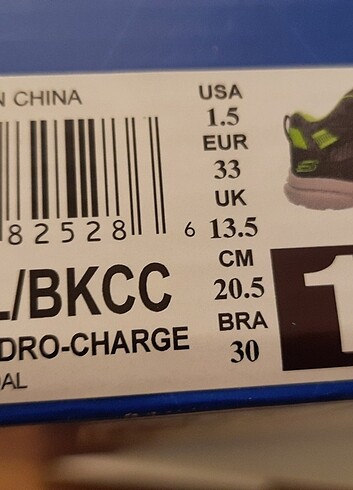 N CHINA
82528 6
L/BKCC
DRO-CHARGE
USA
1.5
EUR
33
UK
13.5
CM
20.5
BRA
30
1